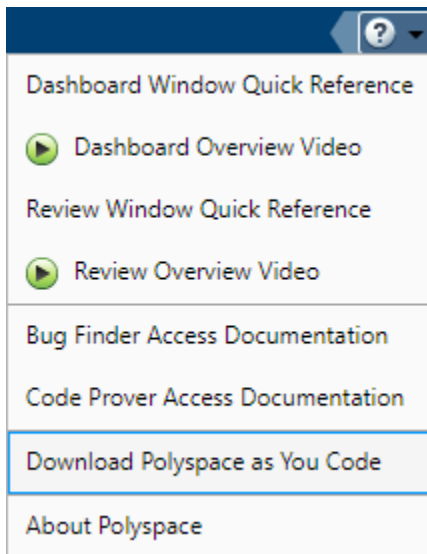 ?
Dashboard Window Quick Reference
Dashboard Overview Video
Review Window Quick Reference
Review Overview Video
Bug Finder Access Documentation
Code Prover Access Documentation
Download Polyspace as You Code
About Polyspace